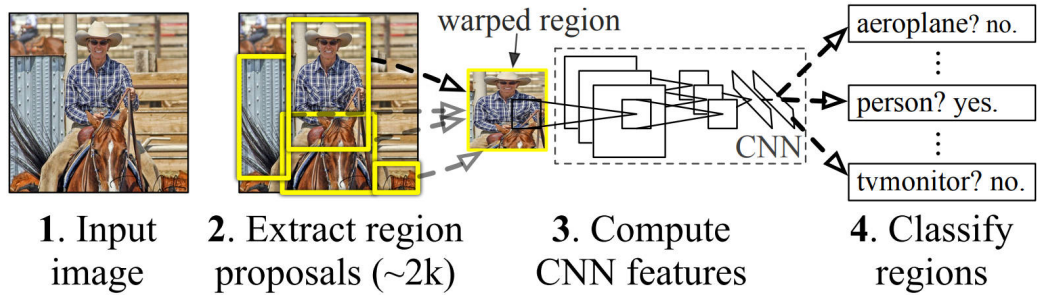 warped region
aeroplane? no.
person? yes.
CNN
tvmonitor? no.
1. Input
image
2. Extract region
proposals (~2k)
3. Compute
CNN features
4. Classify
regions